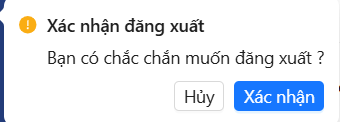 Xác nhận đăng xuất
Bạn có chắc chắn muốn đăng xuất ?
Hủy
Xác nhận